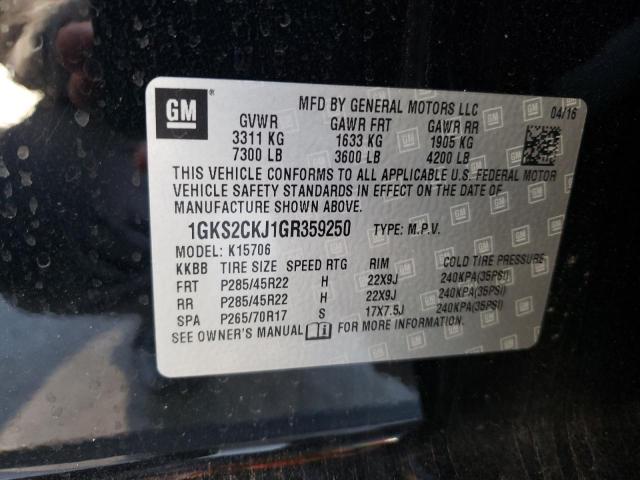 GM
MFD BY GENERAL MOTORS LLC 04/16
GVWR GAWR FRT GAWR RR
3311 KG 1633 KG 1905 KG
7300 LB 3600 LB 4200 LB
THIS VEHICLE CONFORMS TO ALL APPLICABLE U.S. FEDERAL MOTOR
VEHICLE SAFETY STANDARDS IN EFFECT ON THE DATE OF
MANUFACTURE SHOWN ABOVE.
1GKS2CKJ1GR359250 TYPE: M.P.V.
MODEL: K15706
KKBB TIRE SIZE SPEED RTG RIM COLD TIRE PRESSURE
FRT P285/45R22 H 22X9J 240KPA(35PSI)
RR P285/45R22 H 22X9J 240KPA(35PSI)
SPA P265/70R17 S 17X7.5J 240KPA(35PSI)
SEE OWNER'S MANUAL FOR MORE INFORMATION.